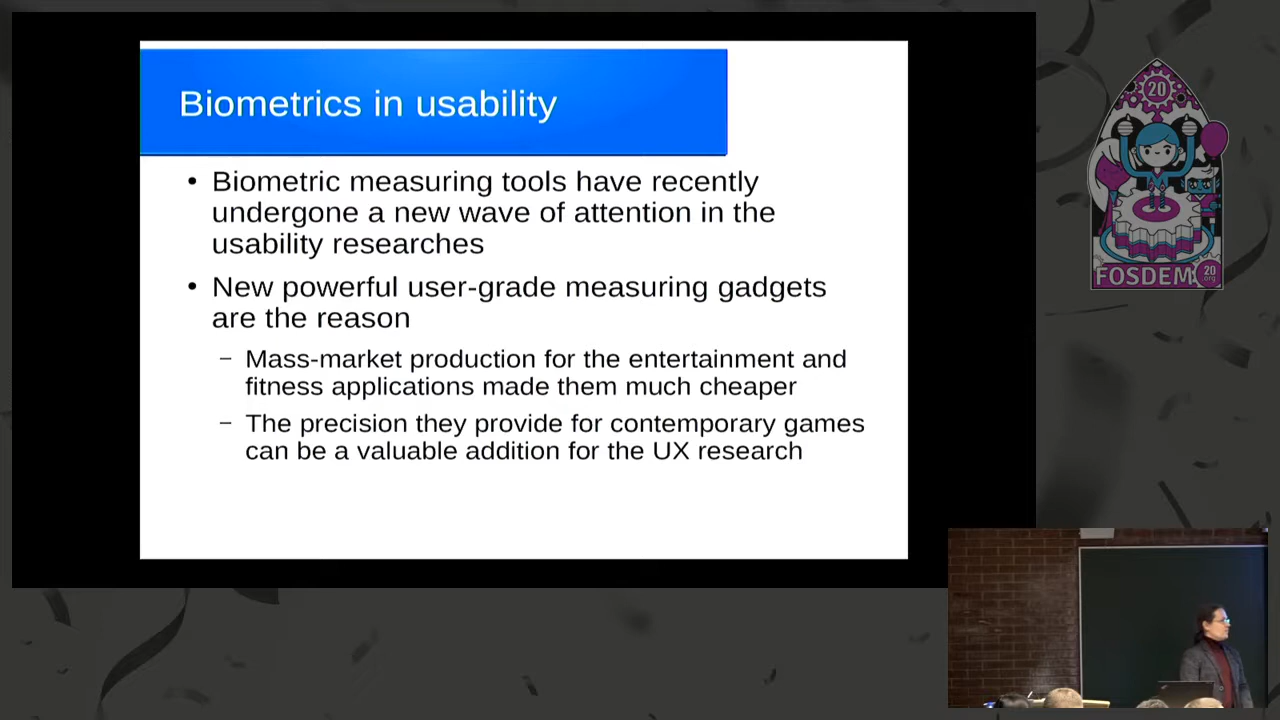 Biometrics in usability
• Biometric measuring tools have recently
undergone a new wave of attention in the
usability researches
• New powerful user-grade measuring gadgets
are the reason
– Mass-market production for the entertainment and
fitness applications made them much cheaper
– The precision they provide for contemporary games
can be a valuable addition for the UX research
20
FOSDEM
20
org